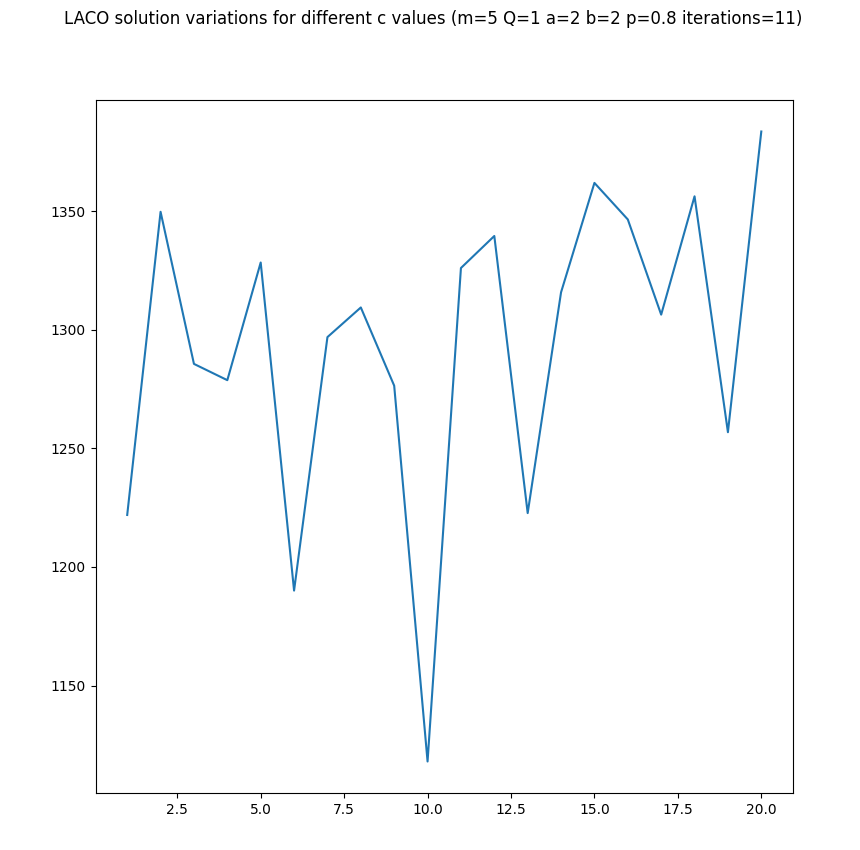 LACO solution variations for different c values (m=5 Q=1 a=2 b=2 p=0.8 iterations=11)
1350
1300
1250
1200
1150
2.5 5.0 7.5 10.0 12.5 15.0 17.5 20.0